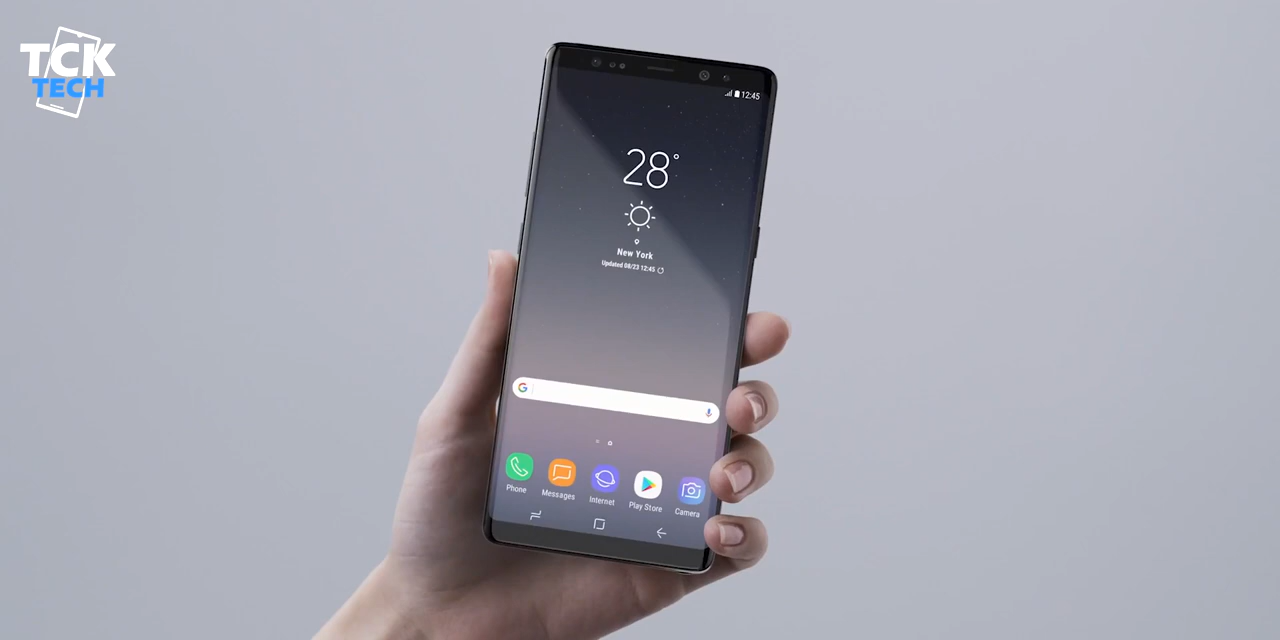 TCK
TECH
12:45
28°
New York
Updated 08/23 12:45
Phone
Messages
Internet
Play Store
Camera